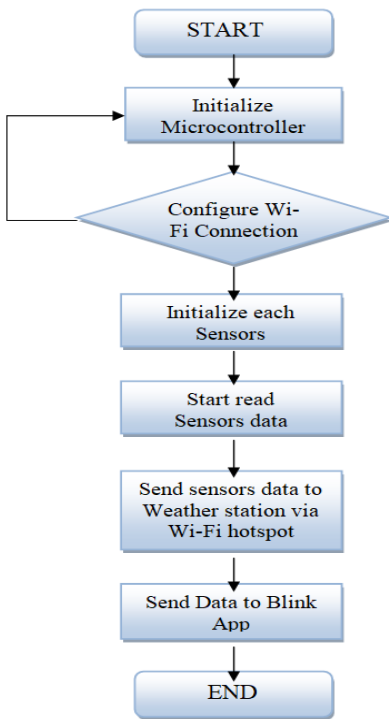 START
Initialize
Microcontroller
Configure Wi-
Fi Connection
Initialize each
Sensors
Start read
Sensors data
Send sensors data to
Weather station via
Wi-Fi hotspot
Send Data to Blink
App
END